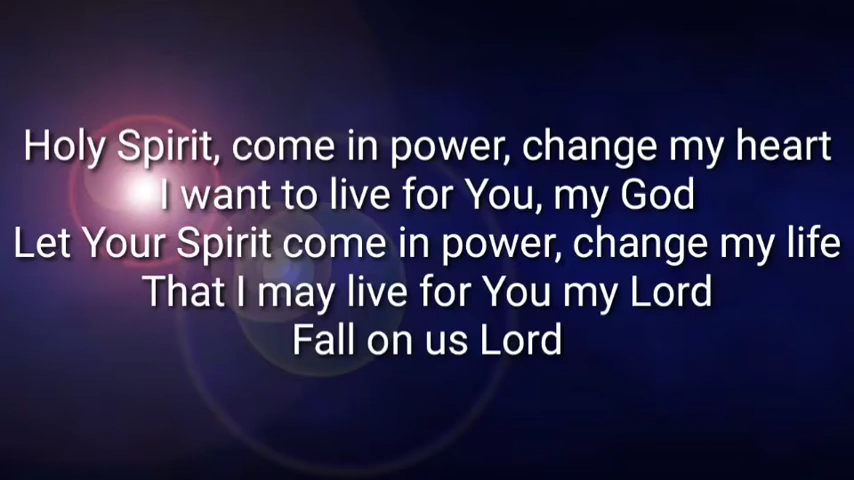 Holy Spirit, come in power, change my heart
I want to live for You, my God
Let Your Spirit come in power, change my life
That I may live for You my Lord
Fall on us Lord